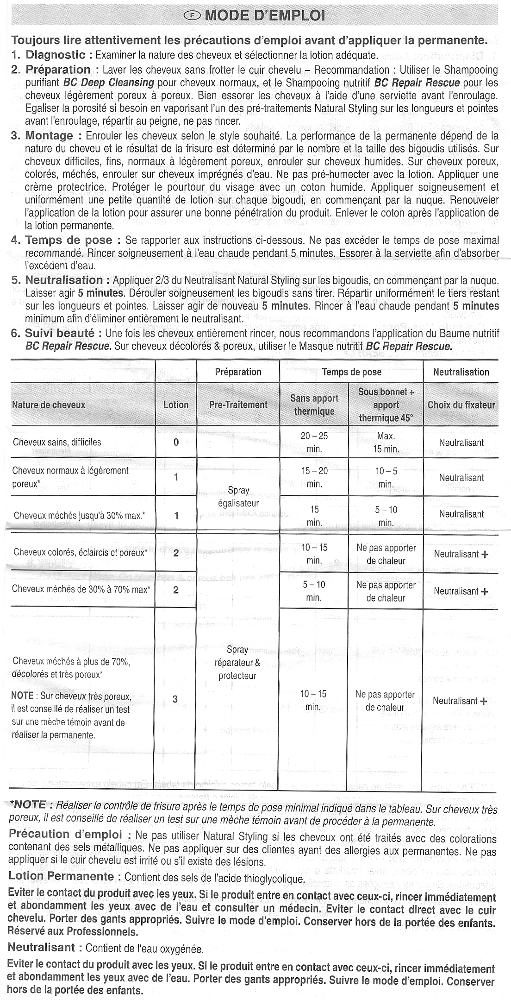 F MODE D'EMPLOI
Toujours lire attentivement les précautions d'emploi avant d'appliquer la permanente.
1. Diagnostic : Examiner la nature des cheveux et sélectionner la lotion adéquate.
2. Préparation : Laver les cheveux sans frotter le cuir chevelu – Recommandation : Utiliser le Shampooing
purifiant BC Deep Cleansing pour cheveux normaux, et le Shampooing nutritif BC Repair Rescue pour les
cheveux légèrement poreux à poreux. Bien essorer les cheveux à l'aide d'une serviette avant l'enroulage.
Egaliser la porosité si besoin en vaporisant l'un des pré-traitements Natural Styling sur les longueurs et pointes
avant l'enroulage, répartir au peigne, ne pas rincer.
3. Montage : Enrouler les cheveux selon le style souhaité. La performance de la permanente dépend de la
nature du cheveu et le résultat de la frisure est déterminé par le nombre et la taille des bigoudis utilisés. Sur
cheveux difficiles, fins, normaux à légèrement poreux, enrouler sur cheveux humides. Sur cheveux poreux,
colorés, méchés, enrouler sur cheveux imprégnés d'eau. Ne pas pré-humecter avec la lotion. Appliquer une
crème protectrice. Protéger le pourtour du visage avec un coton humide. Appliquer soigneusement et
uniformément une petite quantité de lotion sur chaque bigoudi, en commençant par la nuque. Renouveler
l'application de la lotion pour assurer une bonne pénétration du produit. Enlever le coton après l'application de
la lotion permanente.
4. Temps de pose : Se rapporter aux instructions ci-dessous. Ne pas excéder le temps de pose maximal
recommandé. Rincer soigneusement à l'eau chaude pendant 5 minutes. Essorer à la serviette afin d'absorber
l'excédent d'eau.
5. Neutralisation : Appliquer 2/3 du Neutralisant Natural Styling sur les bigoudis, en commençant par la nuque.
Laisser agir 5 minutes. Dérouler soigneusement les bigoudis sans tirer. Répartir uniformément le tiers restant
sur les longueurs et pointes. Laisser agir de nouveau 5 minutes. Rincer à l'eau chaude pendant 5 minutes
minimum afin d'éliminer entièrement le neutralisant.
6. Suivi beauté : Une fois les cheveux entièrement rincer, nous recommandons l'application du Baume nutritif
BC Repair Rescue. Sur cheveux décolorés & poreux, utiliser le Masque nutritif BC Repair Rescue.
Préparation Temps de pose Neutralisation
Nature de cheveux Lotion Pre-Traitement Sans apport
thermique Sous bonnet +
apport
thermique 45° Choix du fixateur
Cheveux sains, difficiles 0 20 – 25
min. Max.
15 min. Neutralisant
Cheveux normaux à légèrement
poreux* 1 15 – 20
min. 10 – 5
min. Neutralisant
Spray
égalisateur
Cheveux méchés jusqu'à 30% max.* 1 15
min. 5 – 10
min. Neutralisant
Cheveux colorés, éclaircis et poreux* 2 10 – 15
min. Ne pas apporter
de chaleur Neutralisant +
Cheveux méchés de 30% à 70% max* 2 5 – 10
min. Ne pas apporter
de chaleur Neutralisant +
Spray
réparateur &
protecteur
Cheveux méchés à plus de 70%,
décolorés et très poreux*
NOTE : Sur cheveux très poreux,
il est conseillé de réaliser un test
sur une mèche témoin avant de
réaliser la permanente.
3 10 – 15
min. Ne pas apporter
de chaleur Neutralisant +
*NOTE : Réaliser le contrôle de frisure après le temps de pose minimal indiqué dans le tableau. Sur cheveux très
poreux, il est conseillé de réaliser un test sur une mèche témoin avant de procéder à la permanente.
Précaution d'emploi : Ne pas utiliser Natural Styling si les cheveux ont été traités avec des colorations
contenant des sels métalliques. Ne pas appliquer sur des clientes ayant des allergies aux permanentes. Ne pas
appliquer si le cuir chevelu est irrité ou s'il existe des lésions.
Lotion Permanente : Contient des sels de l'acide thioglycolique.
Eviter le contact du produit avec les yeux. Si le produit entre en contact avec ceux-ci, rincer immédiatement
et abondamment les yeux avec de l'eau et consulter un médecin. Eviter le contact direct avec le cuir
chevelu. Porter des gants appropriés. Suivre le mode d'emploi. Conserver hors de la portée des enfants.
Réservé aux Professionnels.
Neutralisant : Contient de l'eau oxygénée.
Eviter le contact du produit avec les yeux. Si le produit entre en contact avec ceux-ci, rincer immédiatement
et abondamment les yeux avec de l'eau. Porter des gants appropriés. Suivre le mode d'emploi. Conserver
hors de la portée des enfants.